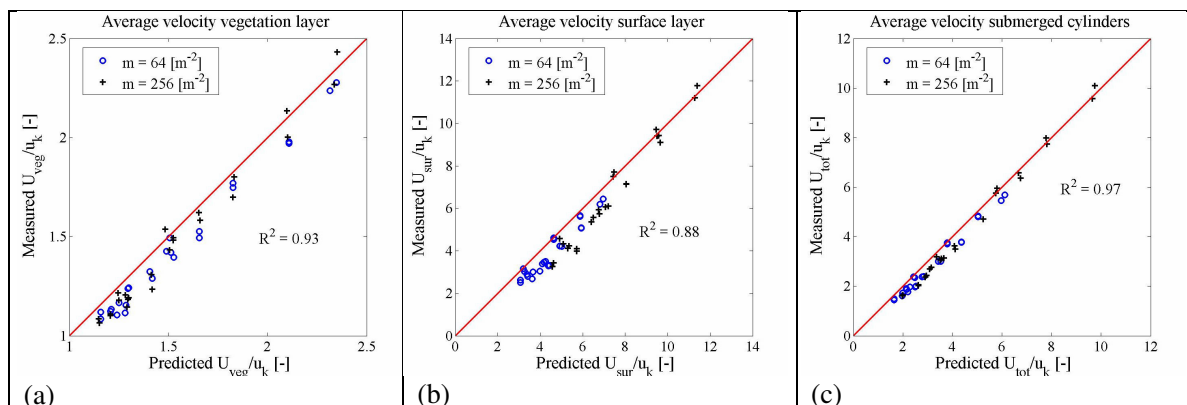 Average velocity vegetation layer
2.5
2
1.5
1
Measured U_veg/u_k [-]
m = 64 [m^-2]
m = 256 [m^-2]
R^2 = 0.93
1 1.5 2 2.5
Predicted U_veg/u_k [-]
(a)
Average velocity surface layer
14
12
10
8
6
4
2
0
Measured U_sur/u_k [-]
m = 64 [m^-2]
m = 256 [m^-2]
R^2 = 0.88
0 2 4 6 8 10 12 14
Predicted U_sur/u_k [-]
(b)
Average velocity submerged cylinders
12
10
8
6
4
2
0
Measured U_tot/u_k [-]
m = 64 [m^-2]
m = 256 [m^-2]
R^2 = 0.97
0 2 4 6 8 10 12
Predicted U_tot/u_k [-]
(c)